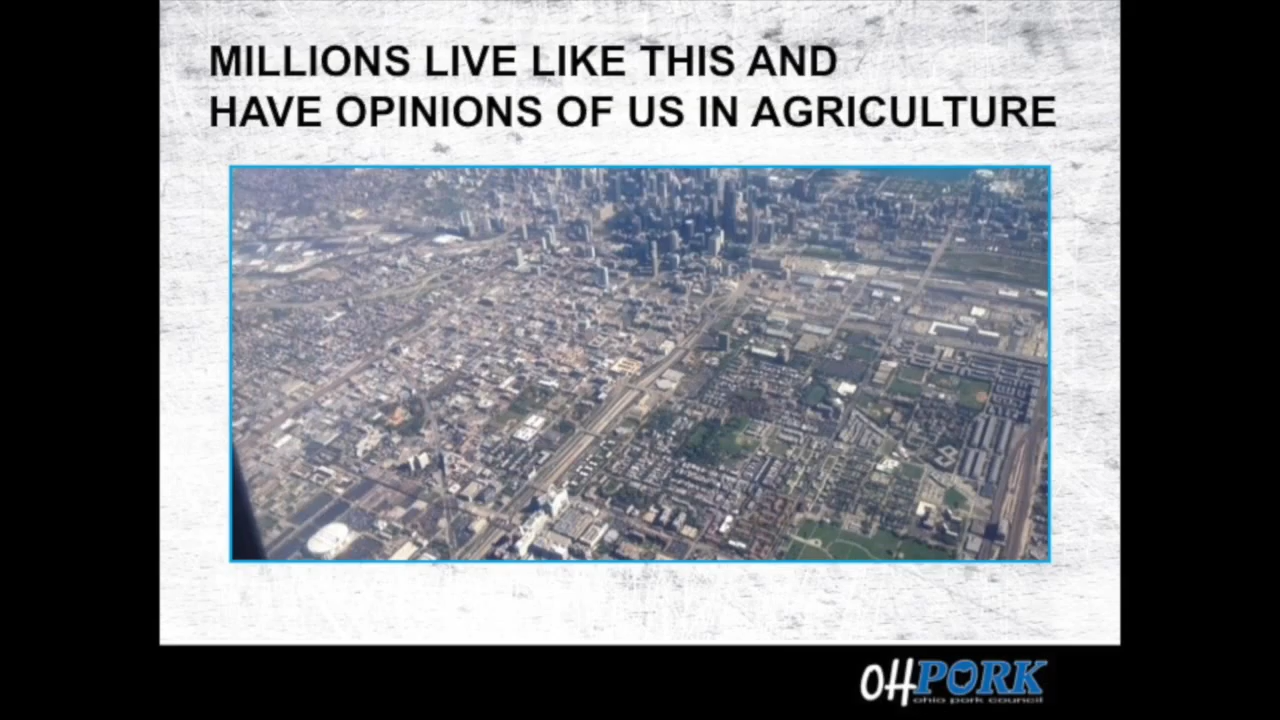 MILLIONS LIVE LIKE THIS AND
HAVE OPINIONS OF US IN AGRICULTURE
OHPORK
ohio pork council